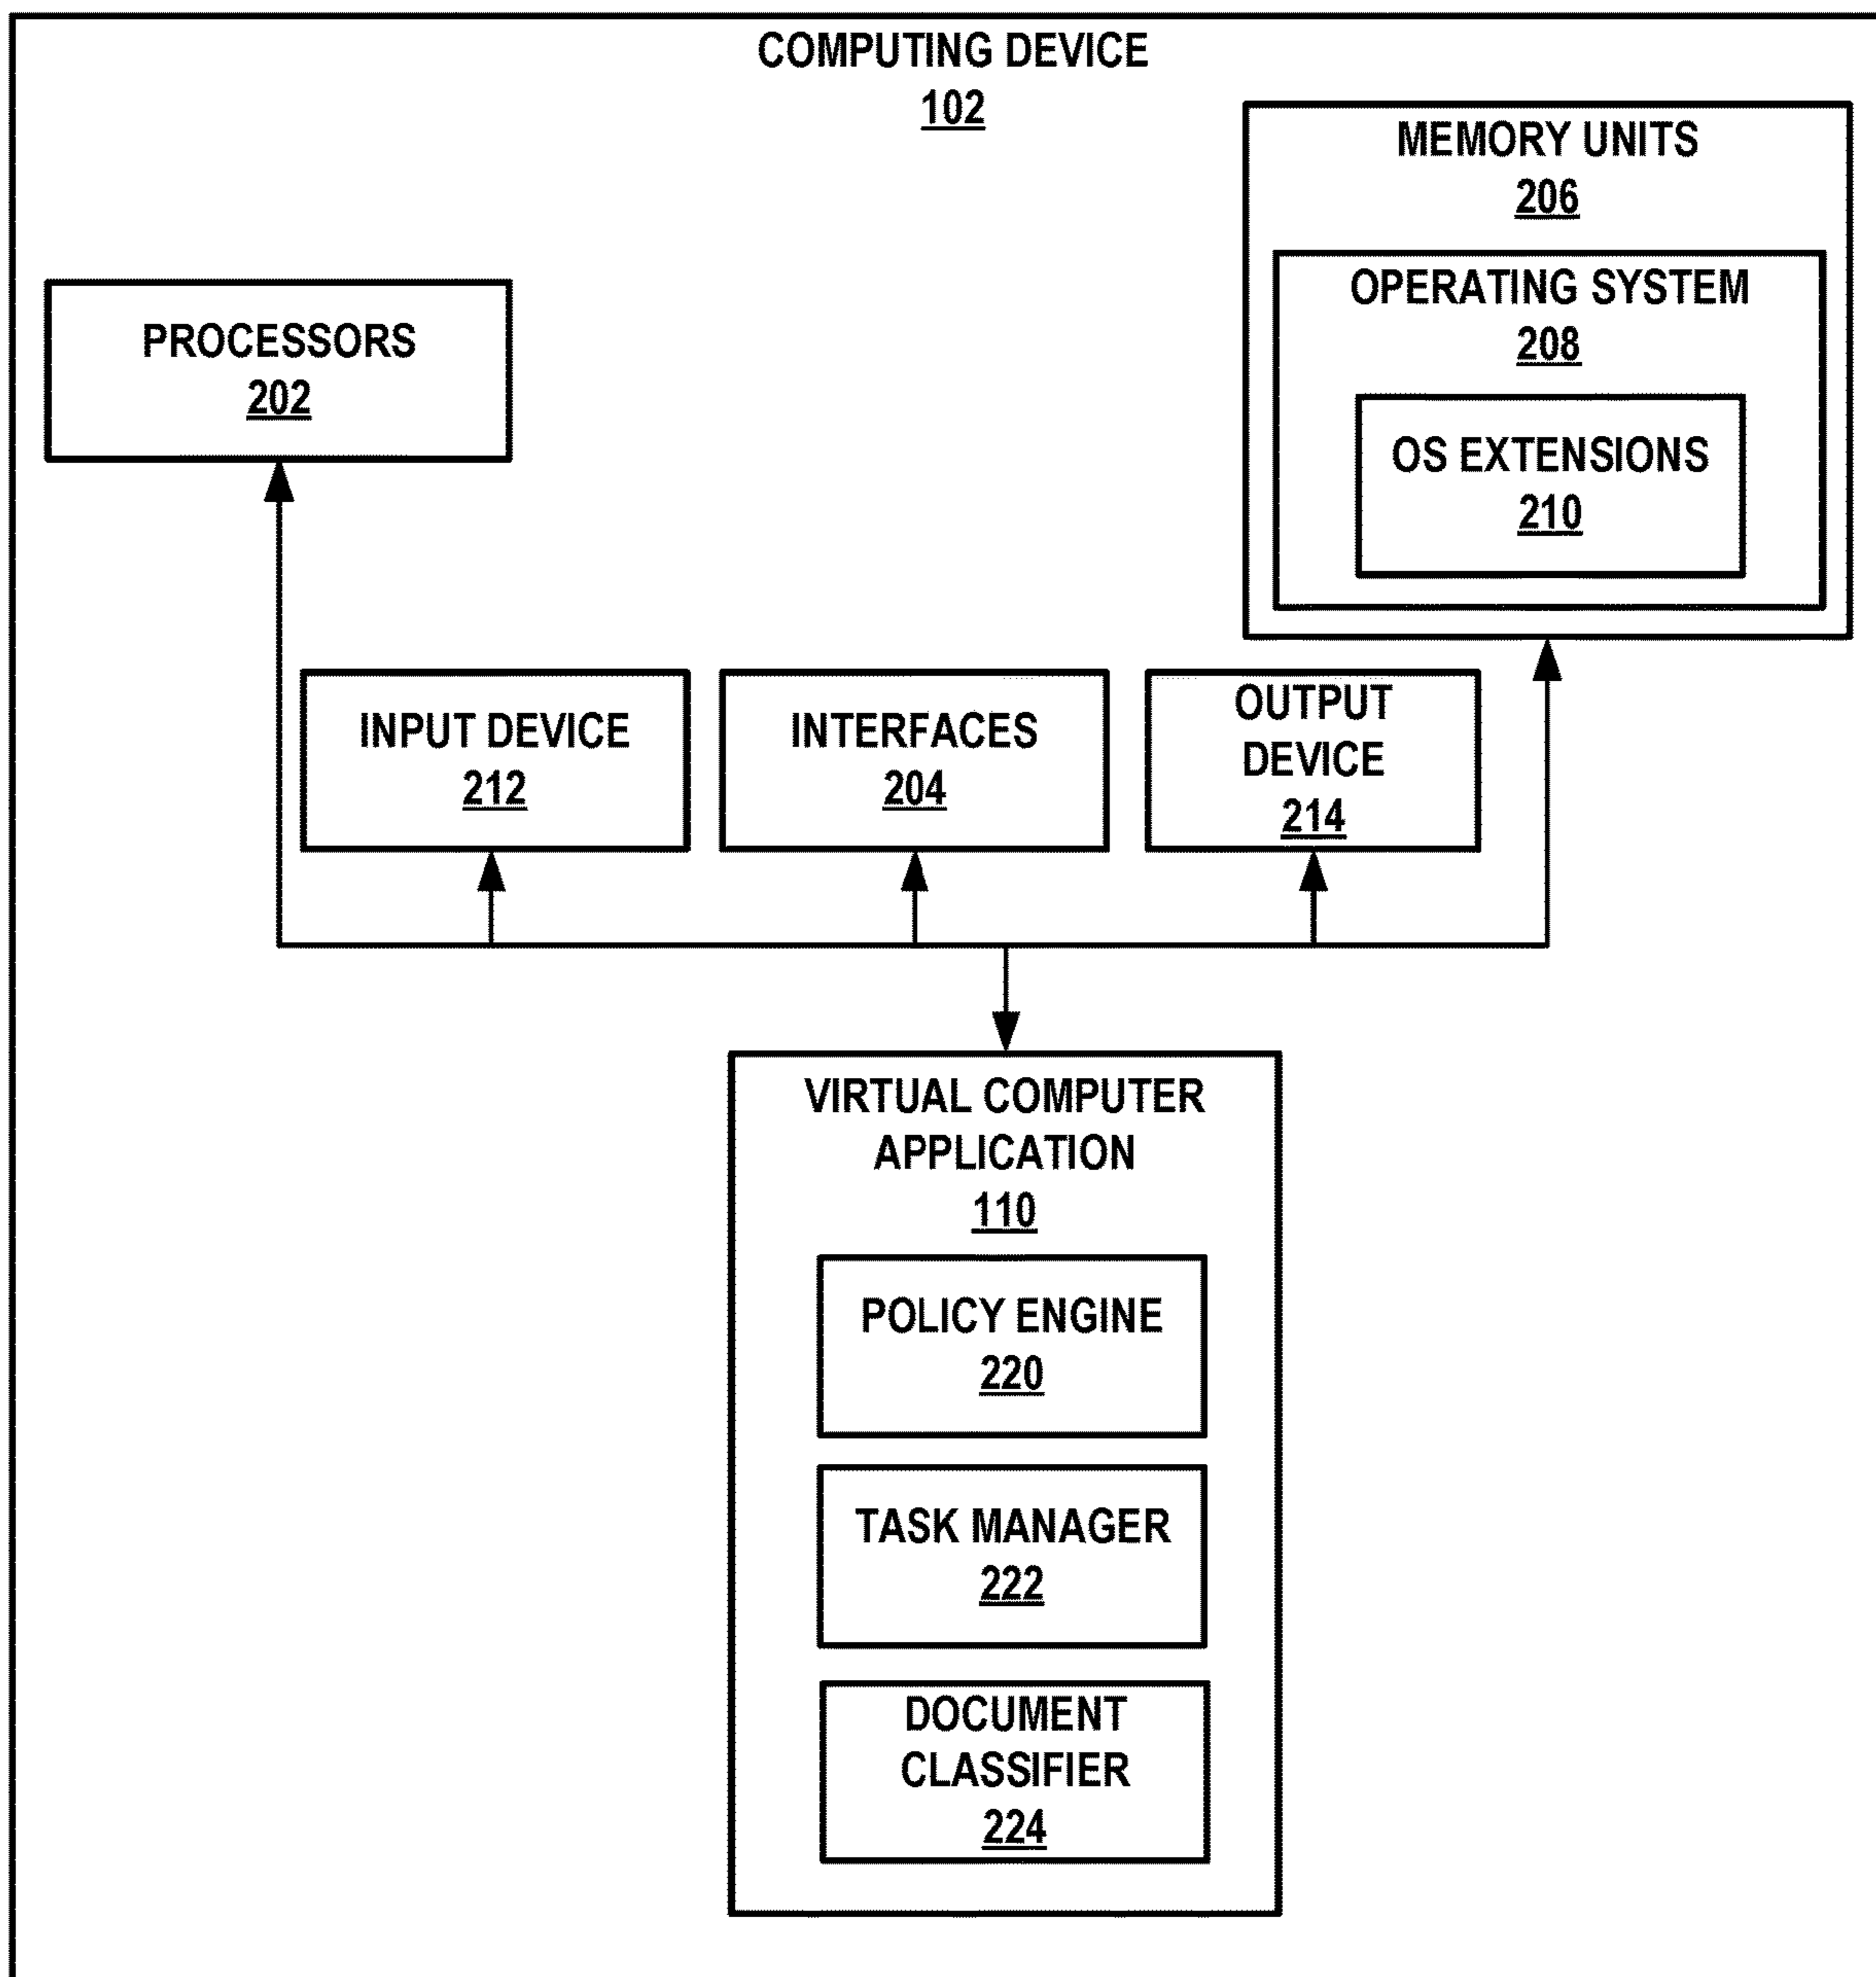 COMPUTING DEVICE
102
MEMORY UNITS
206
OPERATING SYSTEM
208
OS EXTENSIONS
210
PROCESSORS
202
INPUT DEVICE
212
INTERFACES
204
OUTPUT
DEVICE
214
VIRTUAL COMPUTER
APPLICATION
110
POLICY ENGINE
220
TASK MANAGER
222
DOCUMENT
CLASSIFIER
224